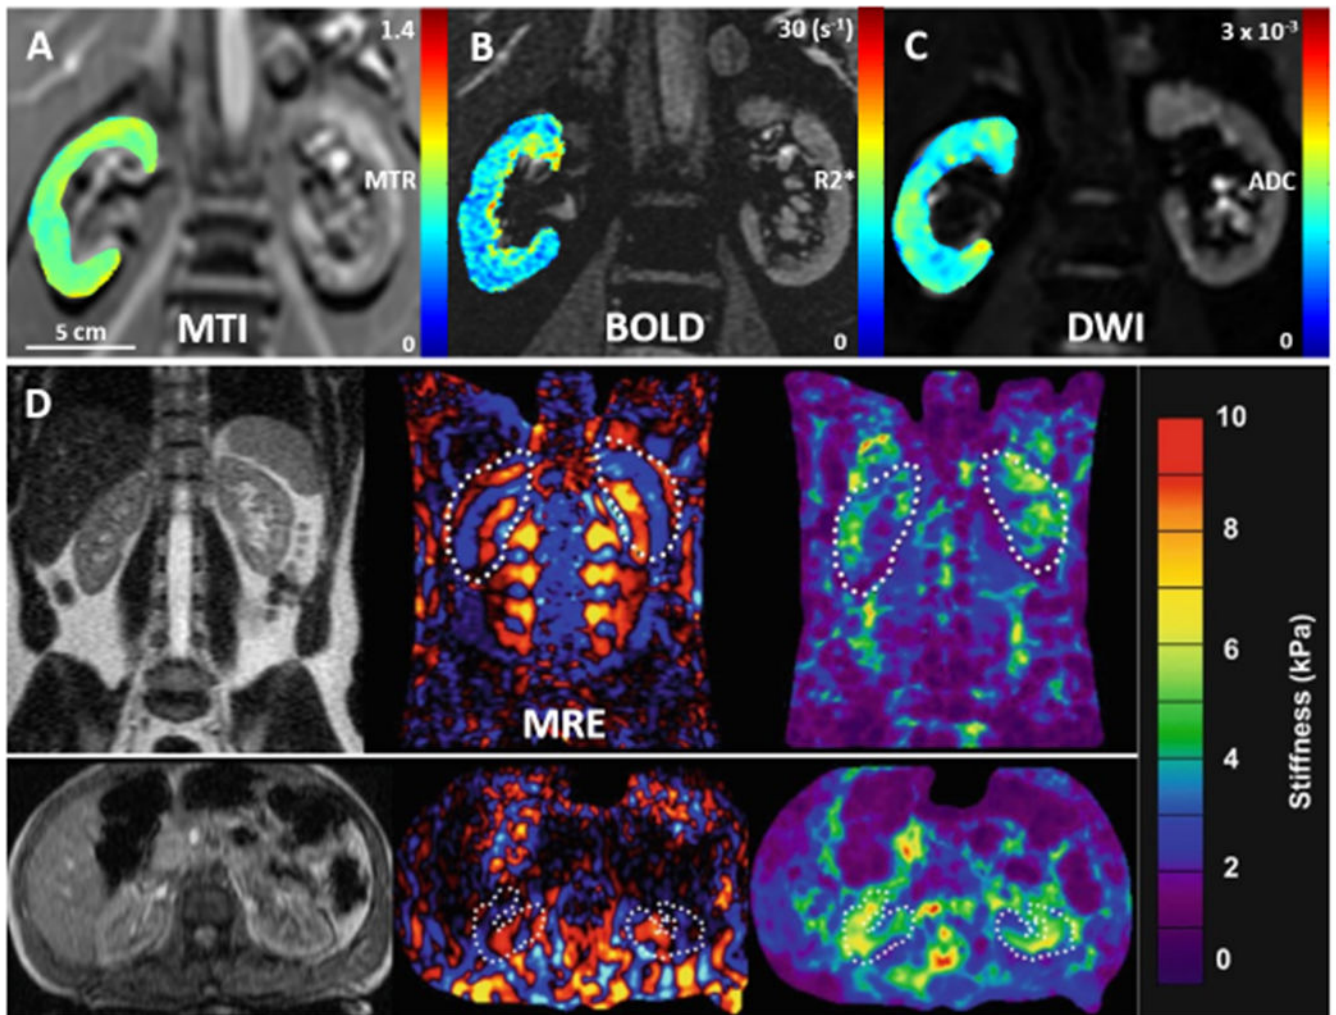 A
1.4
MTR
5 cm
MTI
0
B
30 (s-1)
R2*
BOLD
0
C
3 x 10-3
ADC
DWI
0
D
MRE
10
8
6
4
2
0
Stiffness (kPa)